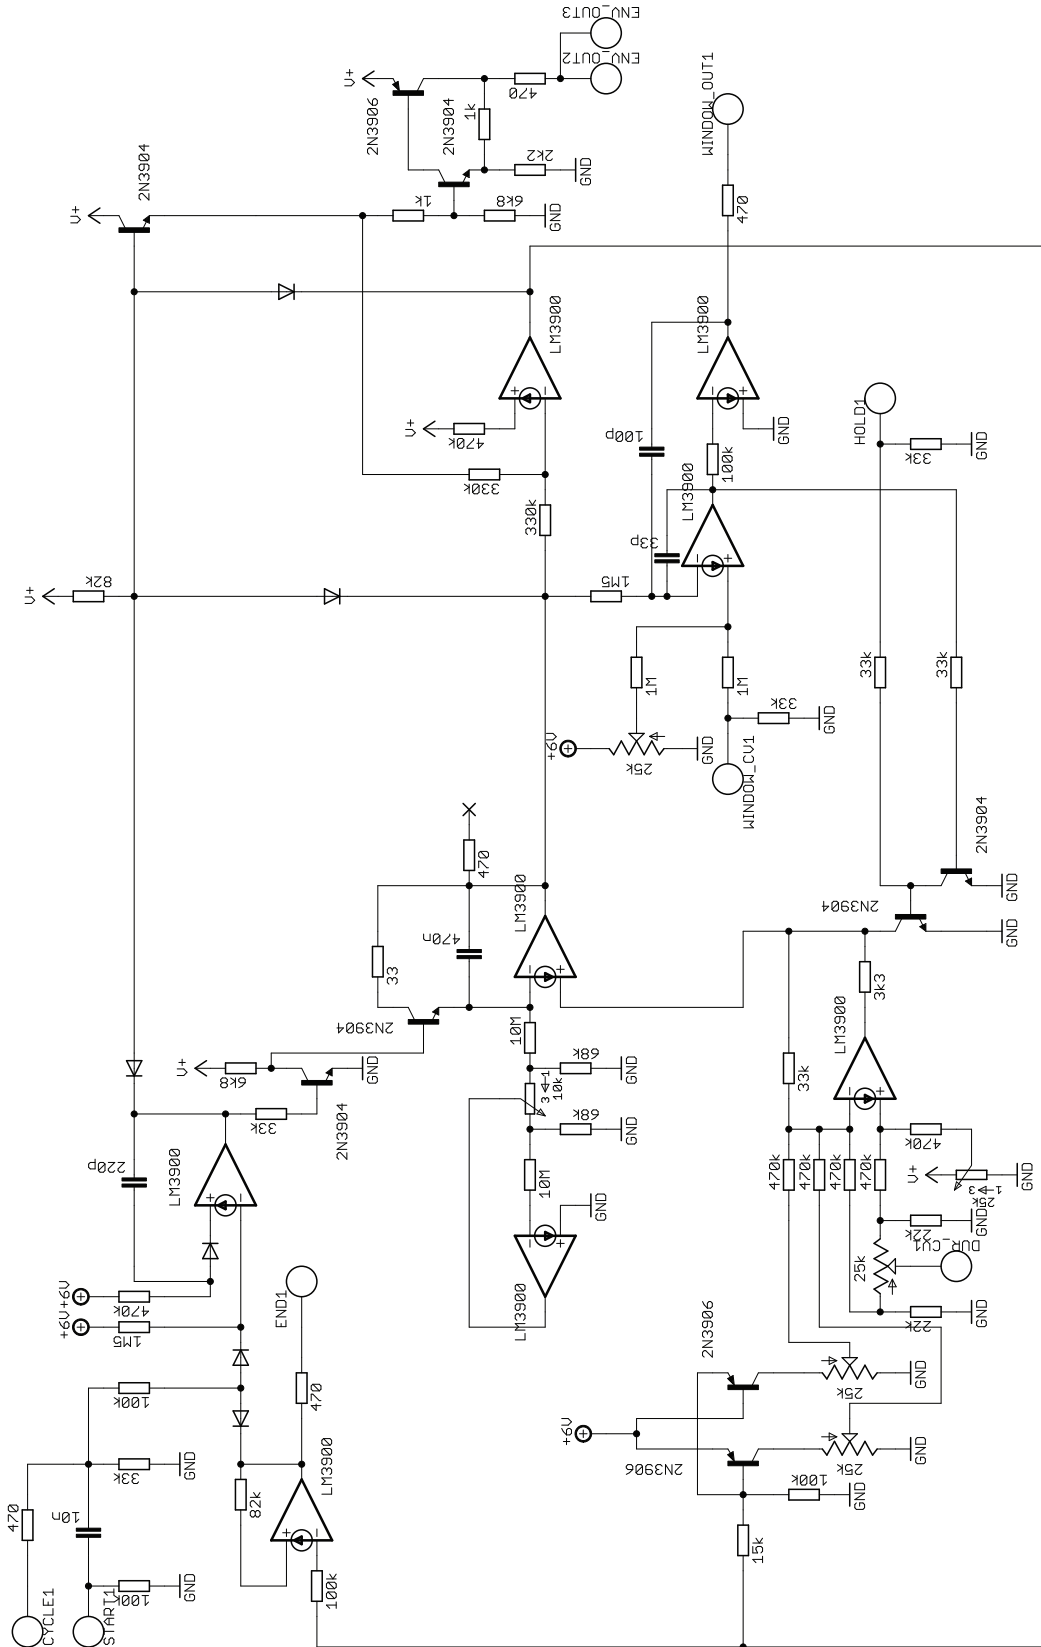 ENV_OUT3
ENV_OUT2
V+
470
2N3906
2N3904
1k
2k2
GND
WINDOW_OUT1
2N3904
V+
1k
6k8
GND
470
LM3900
LM3900
V+
470k
100p
GND
HOLD1
33k
GND
330k
100k
LM3900
330k
33p
V+
82k
1M5
1M
1M
33k
33k
33k
GND
+6V
25k
GND
WINDOW_CV1
2N3904
470
LM3900
GND
2N3904
33
470n
GND
2N3904
3k3
LM3900
10M
68k
V+
6k8
GND
3
1
10k
GND
33k
33k
2N3904
68k
GND
220p
LM3900
10M
470k
470k
470k
470k
470k
V+
1
3
25k
GND
GND
22k
GND
DUR_CV1
25k
+6V
470k
+6V
1M5
END1
LM3900
22k
GND
2N3906
100k
470
25k
GND
+6V
2N3906
25k
GND
33k
GND
LM3900
82k
100k
GND
470
10n
15k
100k
GND
100k
CYCLE1
START1